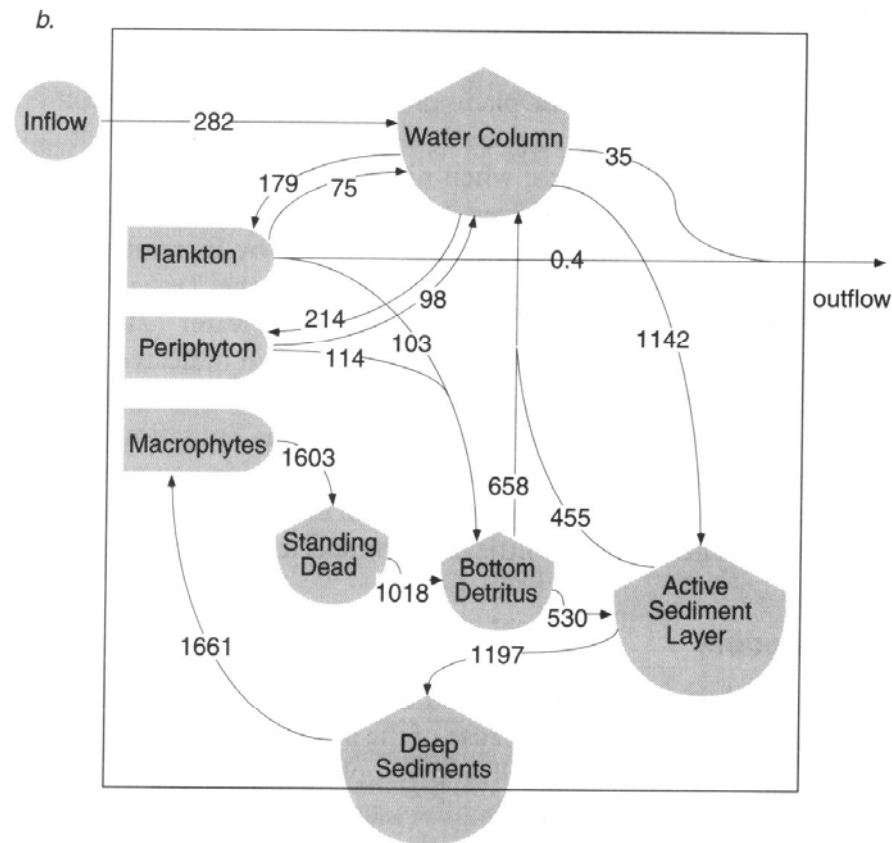 b.
Inflow
282
Water Column
35
179
75
Plankton
0.4
outflow
98
214
Periphyton
103
114
1142
Macrophytes
1603
658
455
Standing
Dead
1018
Bottom
Detritus
530
Active
Sediment
Layer
1661
1197
Deep
Sediments